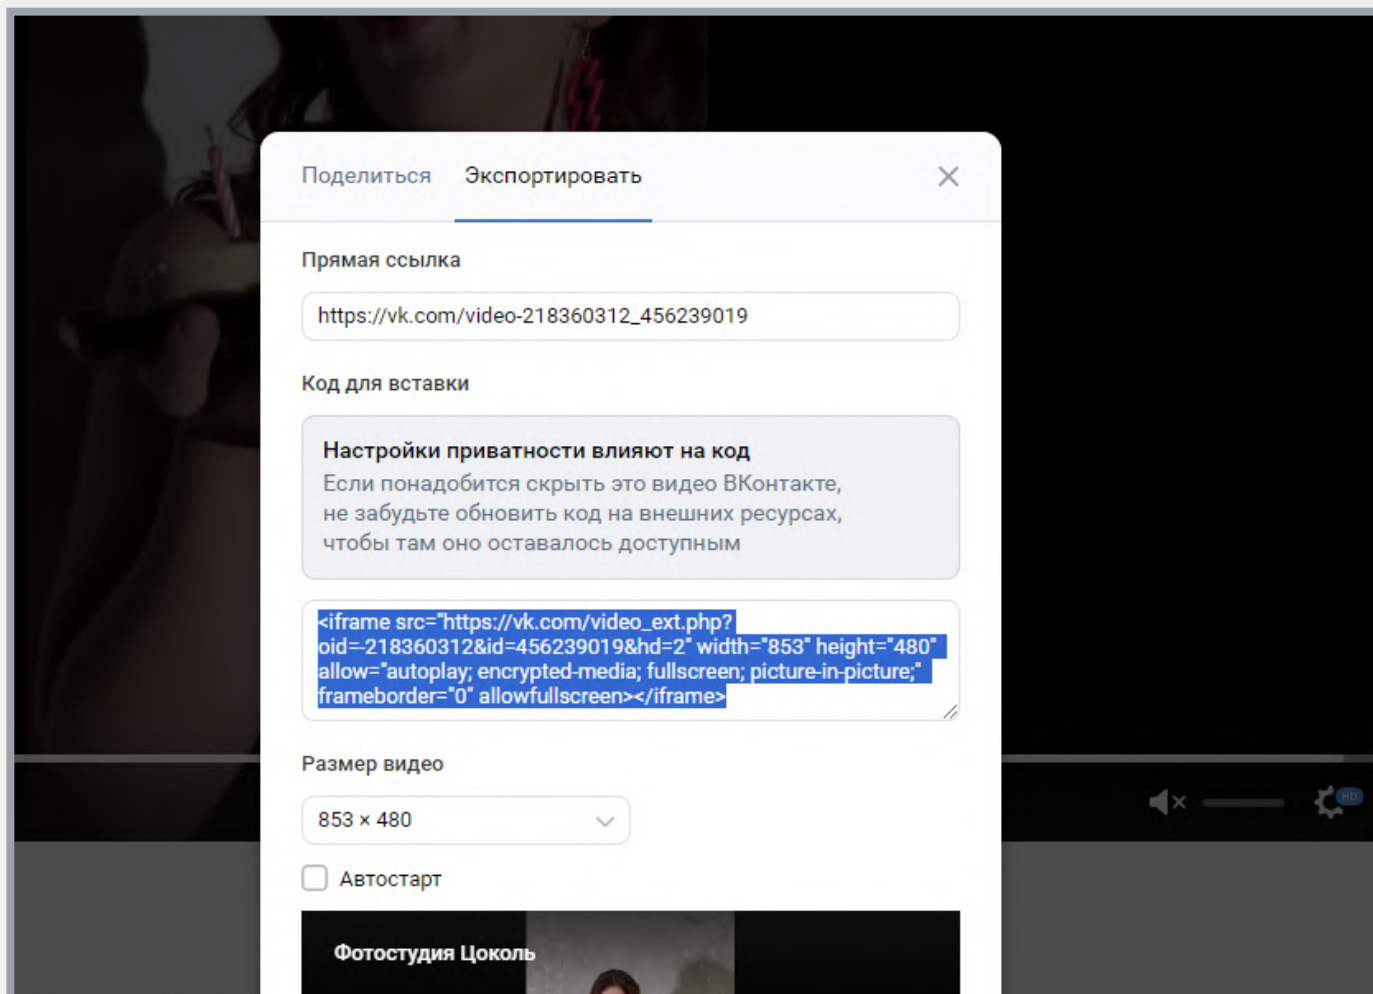 Поделиться Экспортировать
Прямая ссылка
https://vk.com/video-218360312_456239019
Код для вставки
Настройки приватности влияют на код
Если понадобится скрыть это видео ВКонтакте,
не забудьте обновить код на внешних ресурсах,
чтобы там оно оставалось доступным
<iframe src="https://vk.com/video_ext.php?
oid=-218360312&id=456239019&hd=2" width="853" height="480"
allow="autoplay; encrypted-media; fullscreen; picture-in-picture;"
frameborder="0" allowfullscreen></iframe>
Размер видео
HD
853 × 480
Автостарт
Фотостудия Цоколь